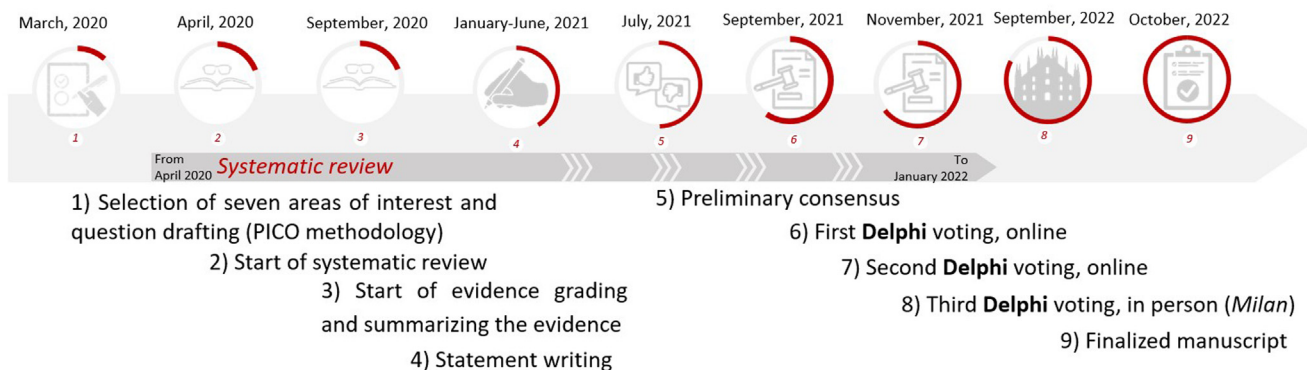 March, 2020
April, 2020
September, 2020
January-June, 2021
July, 2021
September, 2021
November, 2021
September, 2022
October, 2022
1
2
3
4
5
6
7
8
9
From
April 2020
Systematic review
To
January 2022
1) Selection of seven areas of interest and
question drafting (PICO methodology)
2) Start of systematic review
3) Start of evidence grading
and summarizing the evidence
4) Statement writing
5) Preliminary consensus
6) First Delphi voting, online
7) Second Delphi voting, online
8) Third Delphi voting, in person (Milan)
9) Finalized manuscript